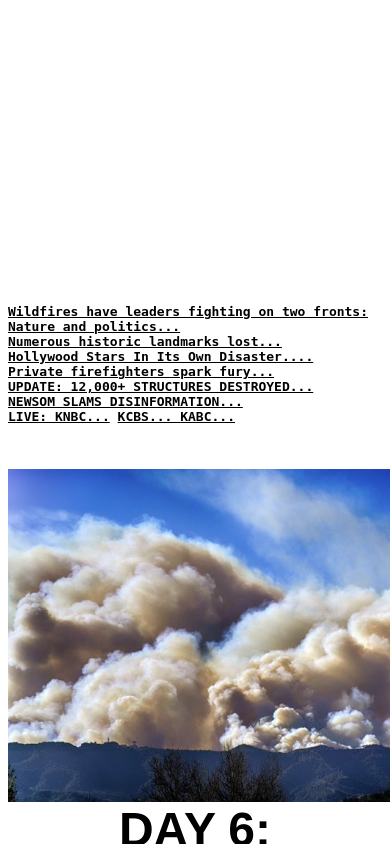 Wildfires have leaders fighting on two fronts:
Nature and politics...
Numerous historic landmarks lost...
Hollywood Stars In Its Own Disaster....
Private firefighters spark fury...
UPDATE: 12,000+ STRUCTURES DESTROYED...
NEWSOM SLAMS DISINFORMATION...
LIVE: KNBC... KCBS... KABC...
DAY 6: